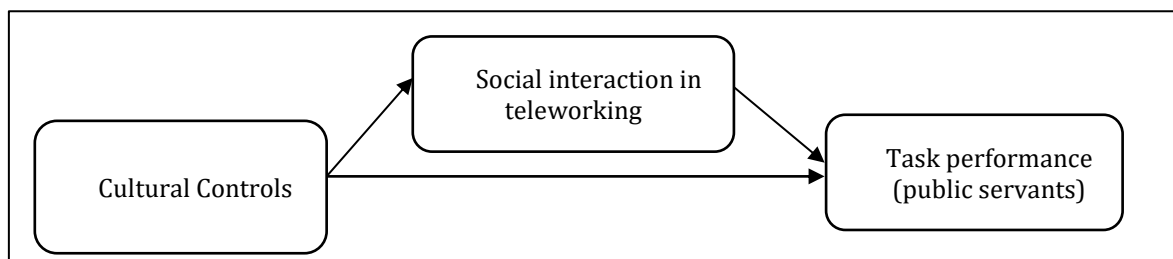 Social interaction in
teleworking
Cultural Controls
Task performance
(public servants)